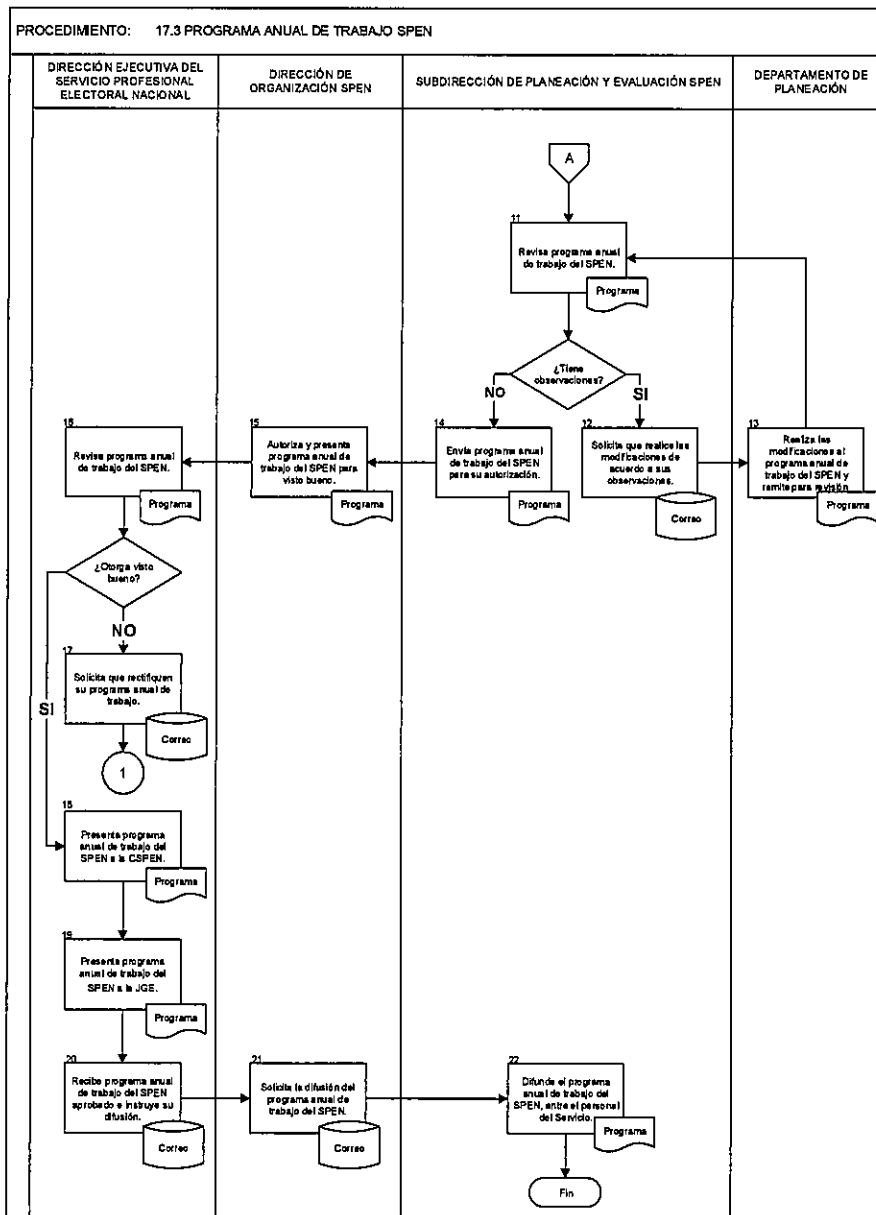 PROCEDIMIENTO: 17.3 PROGRAMA ANUAL DE TRABAJO SPEN
DIRECCIÓN EJECUTIVA DEL
SERVICIO PROFESIONAL
ELECTORAL NACIONAL
DIRECCIÓN DE
ORGANIZACIÓN SPEN
SUBDIRECCIÓN DE PLANEACIÓN Y EVALUACIÓN SPEN
DEPARTAMENTO DE
PLANEACIÓN
A
11
Revisa programa anual
de trabajo del SPEN.
Programa
¿Tiene
observaciones?
NO
SI
16
Revisa programa anual
de trabajo del SPEN.
Programa
15
Autoriza y presenta
programa anual de
trabajo del SPEN para
visto bueno.
Programa
14
Envía programa anual
de trabajo del SPEN
para su autorización.
Programa
12
Solicita que realice las
modificaciones de
acuerdo a sus
observaciones.
Correo
13
Realiza las
modificaciones al
programa anual de
trabajo del SPEN y
remite para revisión
Programa
¿Otorga visto
bueno?
NO
SI
17
Solicita que rectifiquen
su programa anual de
trabajo.
Correo
1
18
Presenta programa
anual de trabajo del
SPEN a la CSPEN.
Programa
19
Presenta programa
anual de trabajo del
SPEN a la JGE.
Programa
20
Recibe programa anual
de trabajo del SPEN
aprobado e instruye su
difusión.
Correo
21
Solicita la difusión del
programa anual de
trabajo del SPEN.
Correo
22
Difunde el programa
anual de trabajo del
SPEN, entre el personal
del Servicio.
Programa
Fin